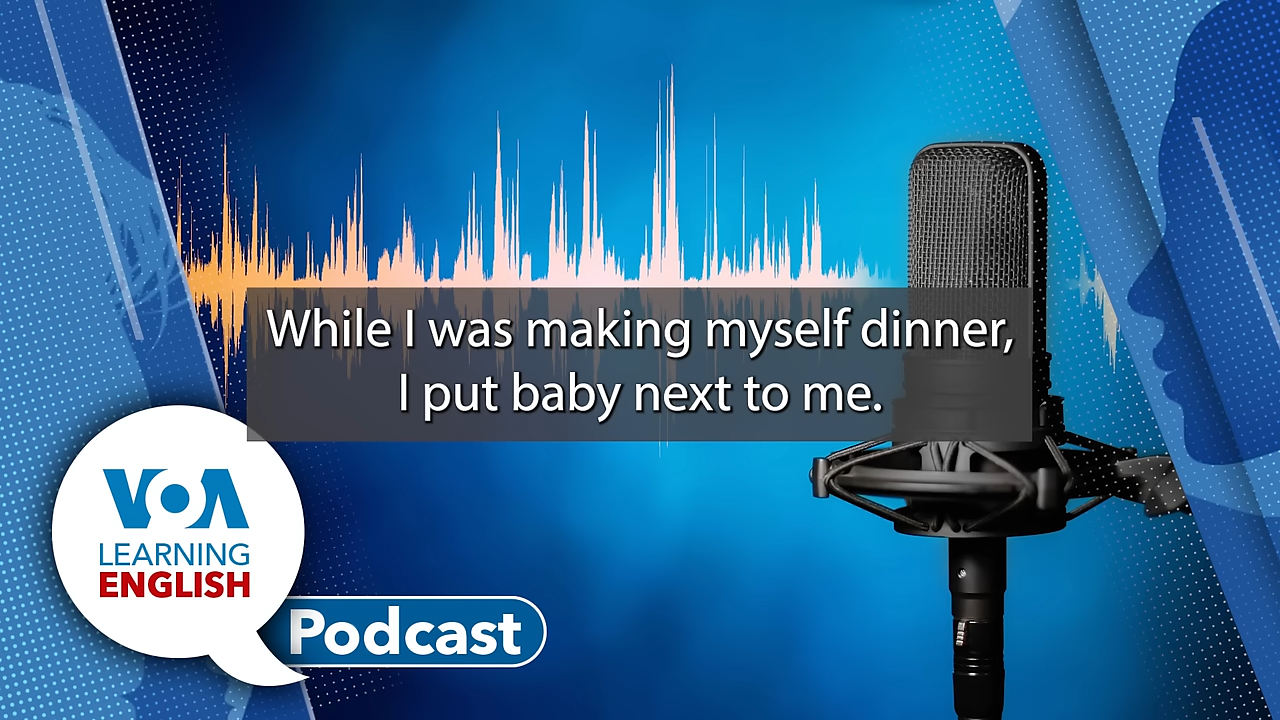 While I was making myself dinner,
I put baby next to me.
VOA
LEARNING
ENGLISH
Podcast